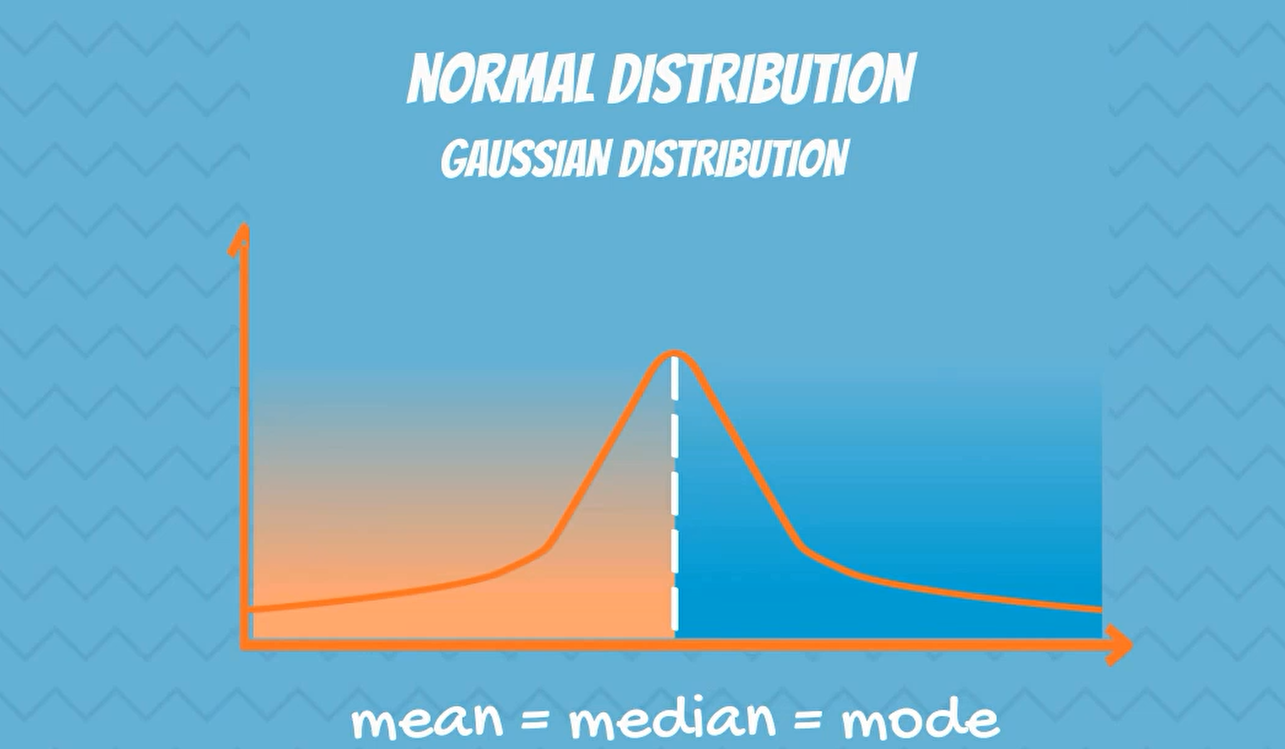 NORMAL DISTRIBUTION
GAUSSIAN DISTRIBUTION
mean = median = mode